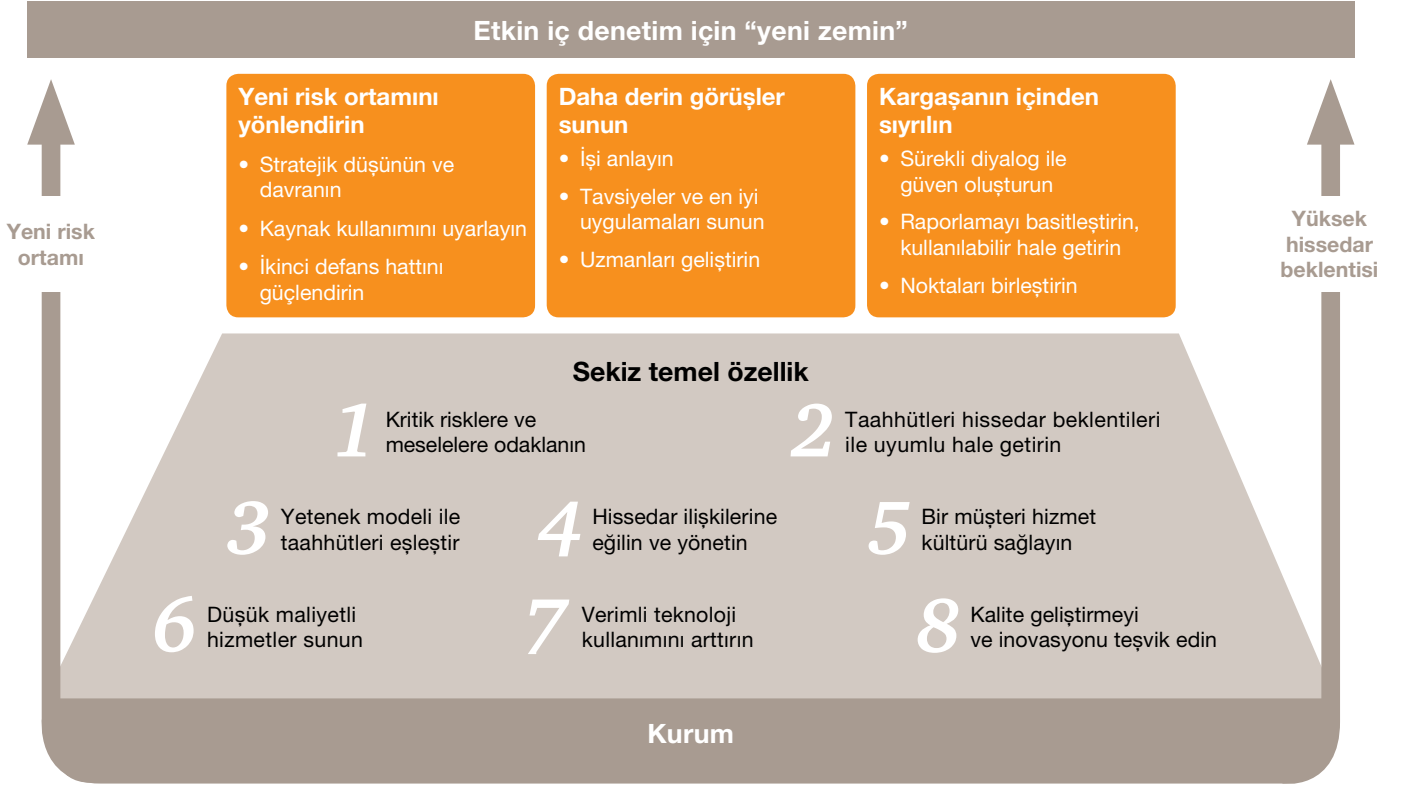 Etkin iç denetim için “yeni zemin”
Yeni risk ortamını
yönlendirin
• Stratejik düşünün ve
davranın
• Kaynak kullanımını uyarlayın
• İkinci defans hattını
güçlendirin
Daha derin görüşler
sunun
• İşi anlayın
• Tavsiyeler ve en iyi
uygulamaları sunun
• Uzmanları geliştirin
Kargaşanın içinden
sıyrılın
• Sürekli diyalog ile
güven oluşturun
• Raporlamayı basitleştirin,
kullanılabilir hale getirin
• Noktaları birleştirin
Yeni risk
ortamı
Yüksek
hissedar
beklentisi
Sekiz temel özellik
1 Kritik risklere ve
meselelere odaklanın
2 Taahhütleri hissedar beklentileri
ile uyumlu hale getirin
3 Yetenek modeli ile
taahhütleri eşleştir
4 Hissedar ilişkilerine
eğilin ve yönetin
5 Bir müşteri hizmet
kültürü sağlayın
6 Düşük maliyetli
hizmetler sunun
7 Verimli teknoloji
kullanımını arttırın
8 Kalite geliştirmeyi
ve inovasyonu teşvik edin
Kurum